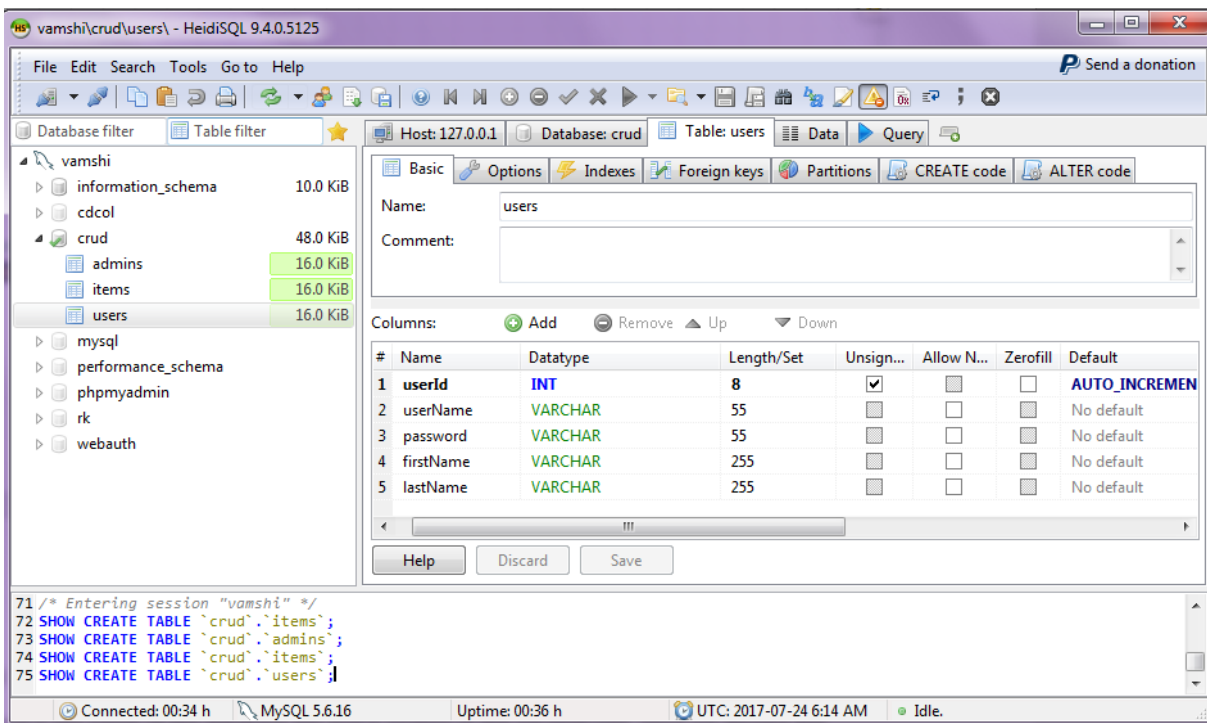 vamshi\crud\users\ - HeidiSQL 9.4.0.5125
File Edit Search Tools Go to Help
Send a donation
Database filter Table filter
Host: 127.0.0.1 Database: crud Table: users Data Query
vamshi
information_schema 10.0 KiB
cdcol
crud 48.0 KiB
admins 16.0 KiB
items 16.0 KiB
users 16.0 KiB
mysql
performance_schema
phpmyadmin
rk
webauth
Basic Options Indexes Foreign keys Partitions CREATE code ALTER code
Name: users
Comment:
Columns: Add Remove Up Down
# Name Datatype Length/Set Unsign... Allow N... Zerofill Default
1 userId INT 8 AUTO_INCREMEN
2 userName VARCHAR 55 No default
3 password VARCHAR 55 No default
4 firstName VARCHAR 255 No default
5 lastName VARCHAR 255 No default
Help Discard Save
71 /* Entering session "vamshi" */
72 SHOW CREATE TABLE `crud`.`items`;
73 SHOW CREATE TABLE `crud`.`admins`;
74 SHOW CREATE TABLE `crud`.`items`;
75 SHOW CREATE TABLE `crud`.`users`;
Connected: 00:34 h MySQL 5.6.16 Uptime: 00:36 h UTC: 2017-07-24 6:14 AM Idle.